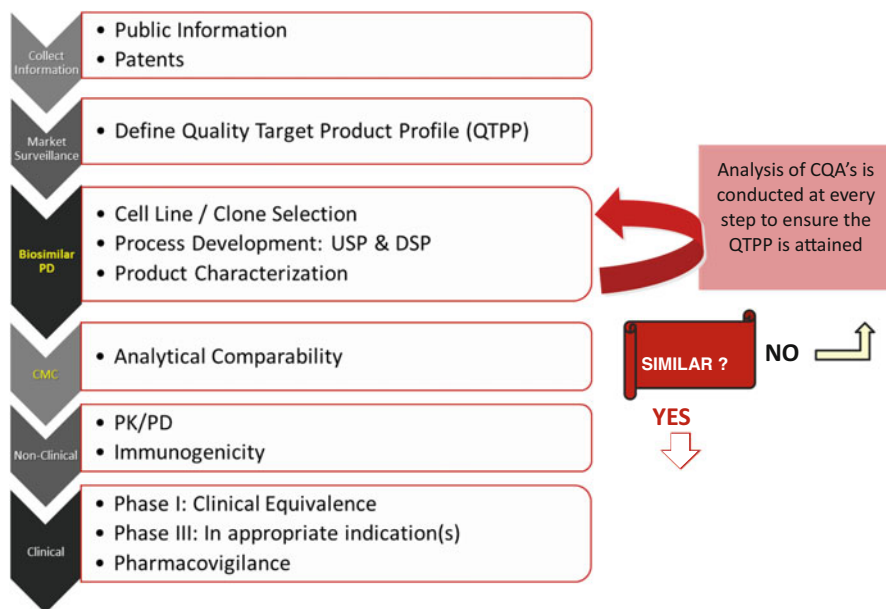 Collect
Information
• Public Information
• Patents
Market
Surveillance
• Define Quality Target Product Profile (QTPP)
Biosimilar
PD
• Cell Line / Clone Selection
• Process Development: USP & DSP
• Product Characterization
Analysis of CQA's is
conducted at every
step to ensure the
QTPP is attained
CMC
• Analytical Comparability
SIMILAR ?
NO
YES
Non-Clinical
• PK/PD
• Immunogenicity
Clinical
• Phase I: Clinical Equivalence
• Phase III: In appropriate indication(s)
• Pharmacovigilance